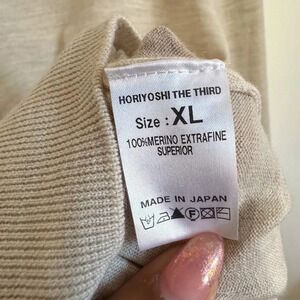 HORIYOSHI THE THIRD
Size : XL
100%MERINO EXTRAFINE
SUPERIOR
MADE IN JAPAN